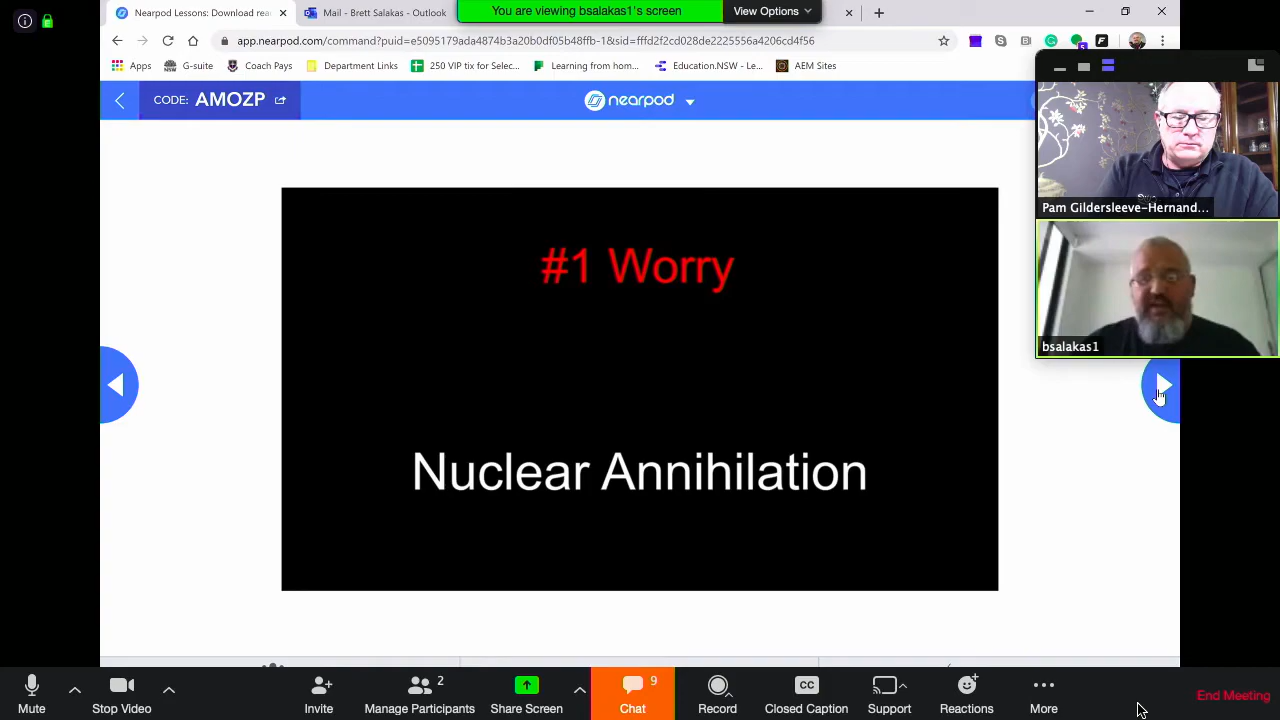 Nearpod Lessons: Download rea
Mail - Brett Salakas - Outlook
You are viewing bsalakas1's screen
View Options
app.nearpod.com/command?uid=e5095179ada4874b3a20b0df05b48ffb-1&sid=fffd2f2cd028de2225556a4206cd4f56
Apps
G-suite
Coach Pays
Department Links
250 VIP tix for Selec...
Learning from hom...
Education.NSW - Le...
AEM Sites
CODE: AMOZP
nearpod
Pam Gildersleeve-Hernand...
#1 Worry
bsalakas1
Nuclear Annihilation
Mute
Stop Video
Invite
2
Manage Participants
Share Screen
9
Chat
Record
CC
Closed Caption
Support
Reactions
More
End Meeting